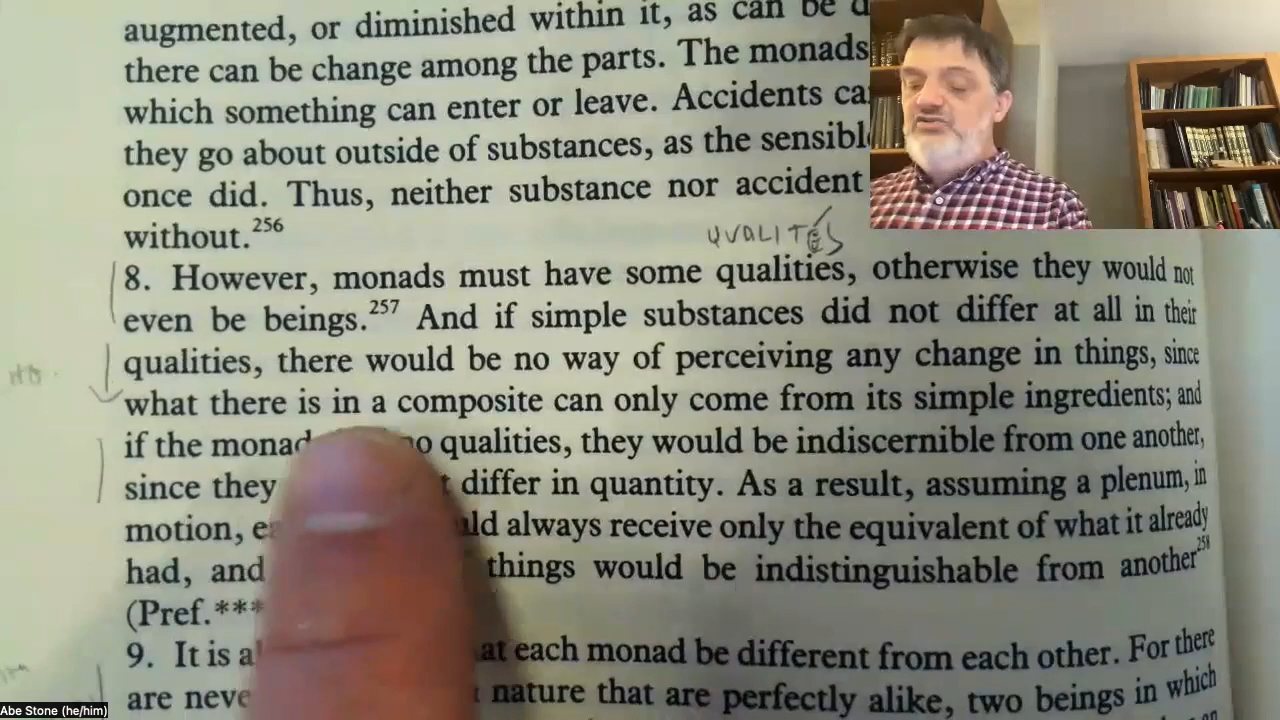 augmented, or diminished within it, as can be
there can be change among the parts. The monads
which something can enter or leave. Accidents
they go about outside of substances, as the
once did. Thus, neither substance nor accident
without.256
QUALITÉS
8. However, monads must have some qualities, otherwise they would not
even be beings.257 And if simple substances did not differ at all in their
qualities, there would be no way of perceiving any change in things, since
what there is in a composite can only come from its simple ingredients; and
if the qualities, they would be indiscernible from one another,
since they differ in quantity. As a result, assuming a plenum, in
motion, always receive only the equivalent of what it already
had, and things would be indistinguishable from another258
(Pref.***
9. It is each monad be different from each other. For there
are nature that are perfectly alike, two beings in which
Abe Stone (he/him)